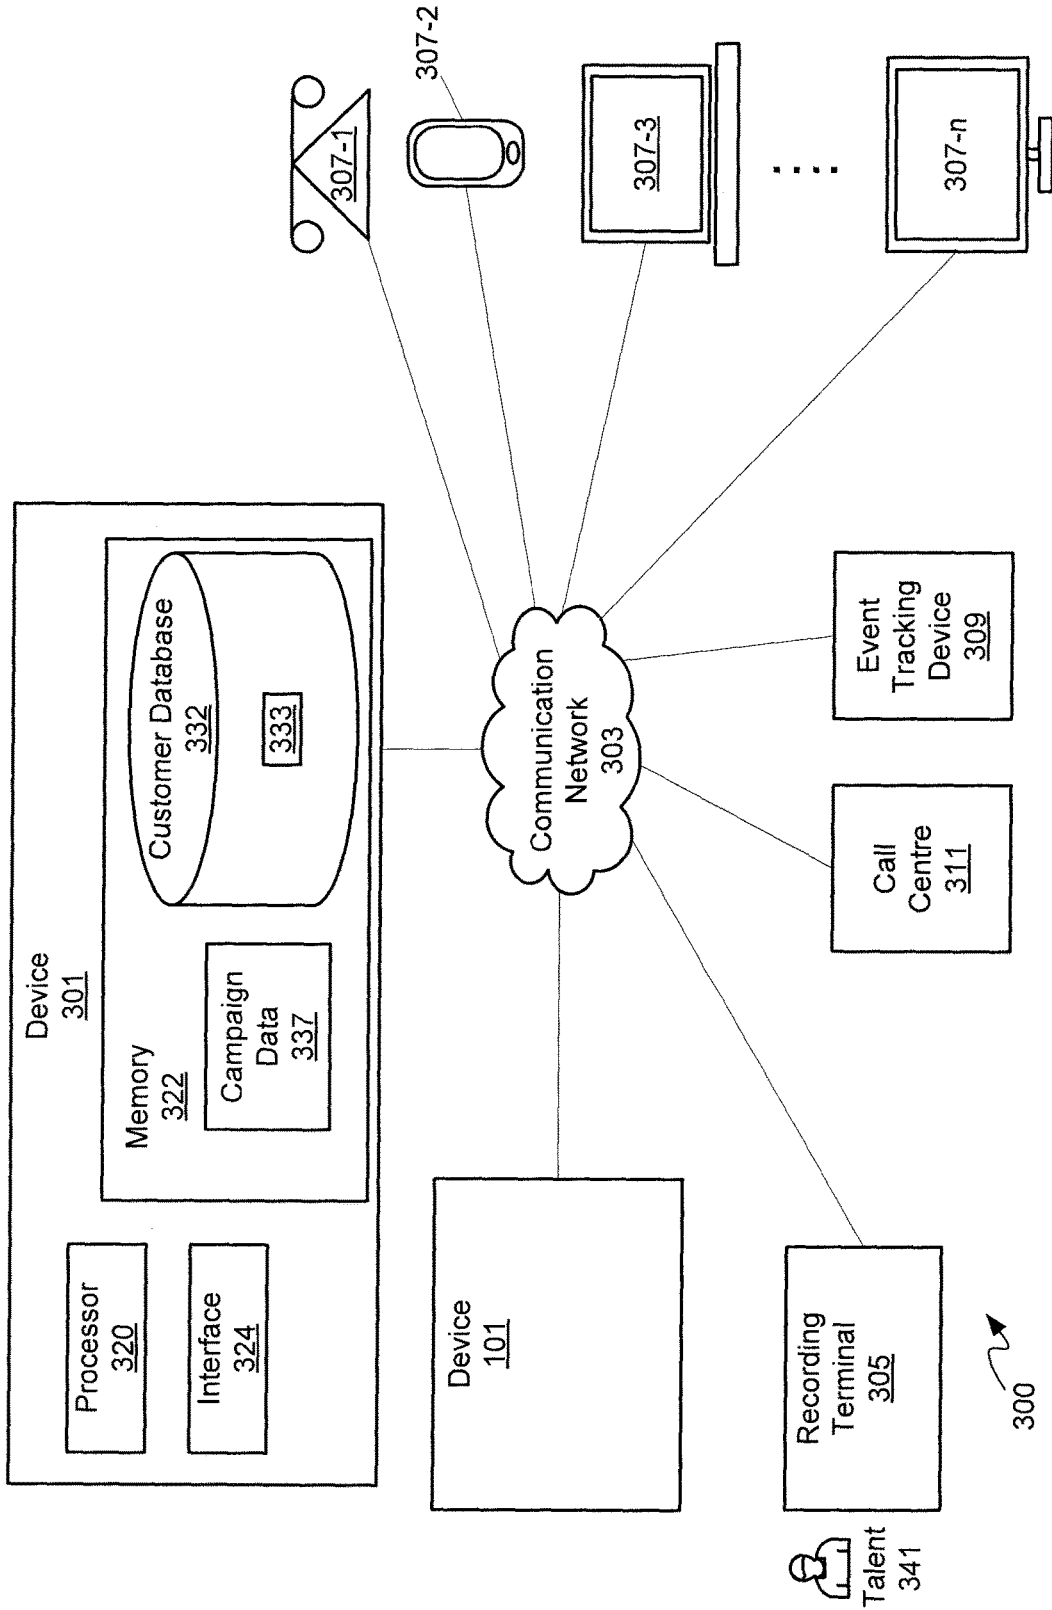 Device
301
Processor
320
Interface
324
Memory
322
Campaign
Data
337
Customer Database
332
333
Device
101
Communication
Network
303
307-1
307-2
307-3
307-n
Recording
Terminal
305
Talent
341
Call
Centre
311
Event
Tracking
Device
309
300